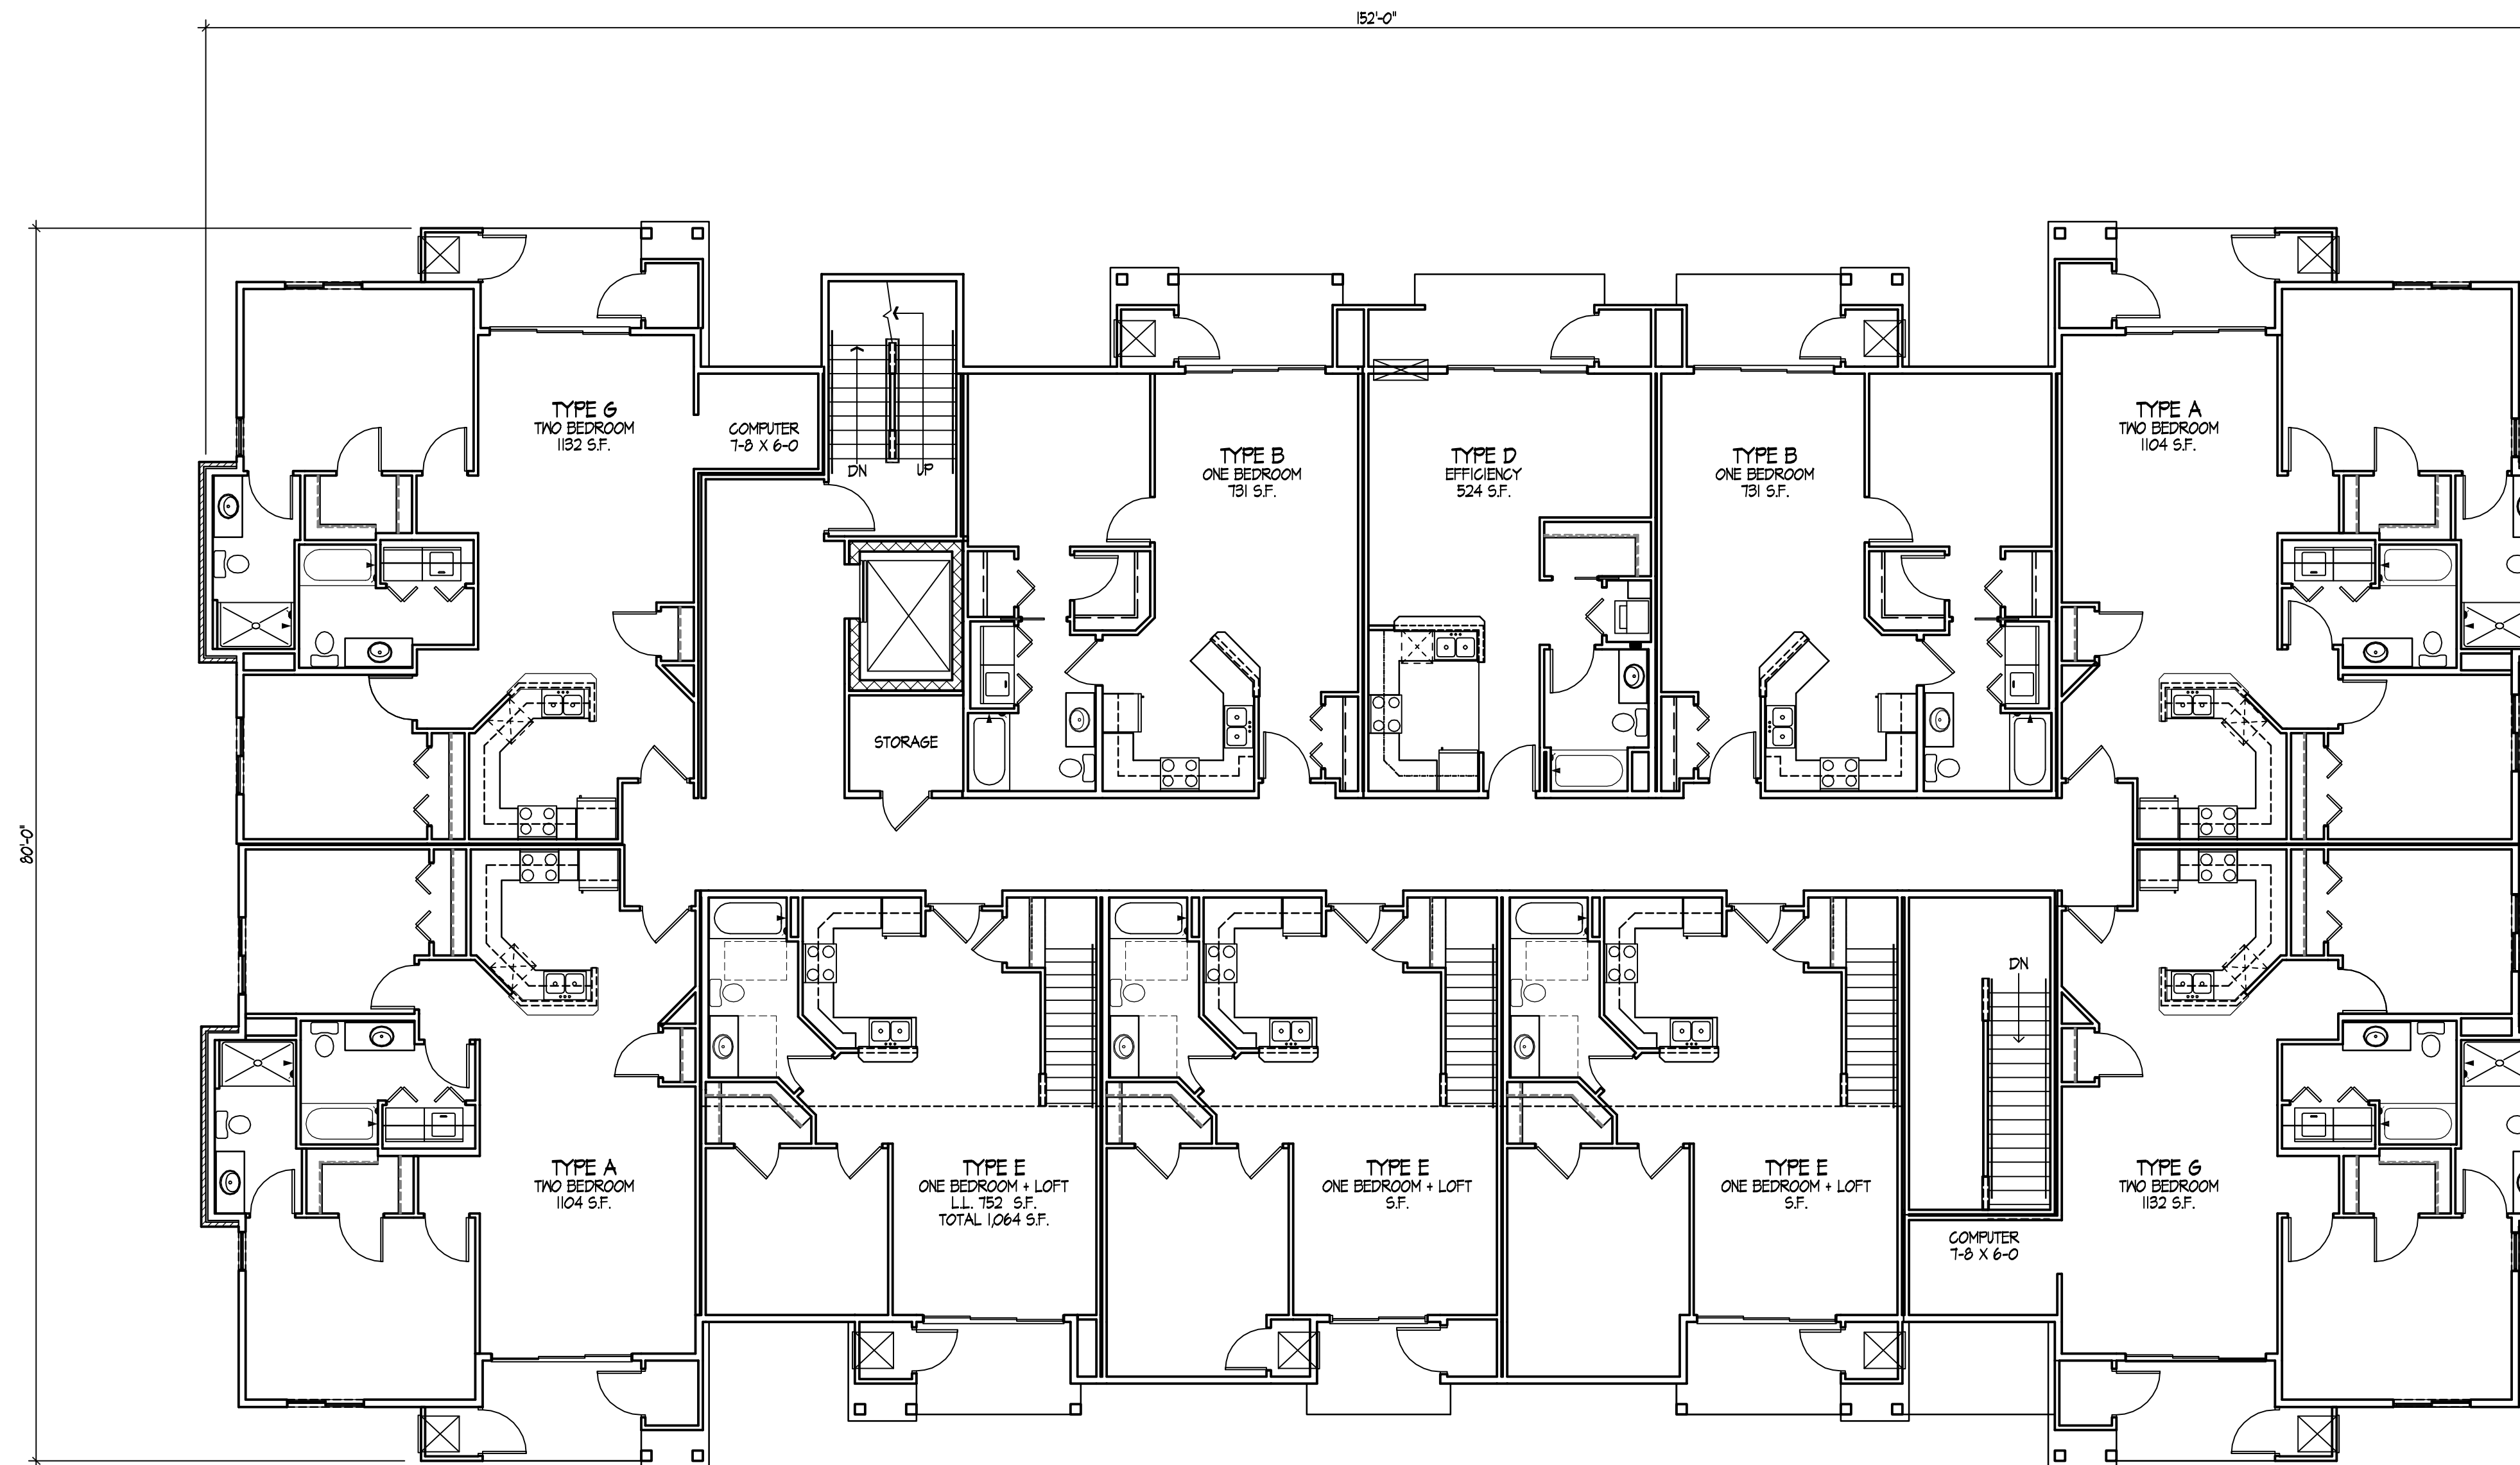 152'-0"
80'-0"
TYPE G
TWO BEDROOM
1132 S.F.
COMPUTER
7-8 X 6-0
DN
UP
TYPE B
ONE BEDROOM
731 S.F.
TYPE D
EFFICIENCY
524 S.F.
TYPE B
ONE BEDROOM
731 S.F.
TYPE A
TWO BEDROOM
1104 S.F.
STORAGE
DN
TYPE A
TWO BEDROOM
1104 S.F.
TYPE E
ONE BEDROOM + LOFT
L.L. 752 S.F.
TOTAL 1,064 S.F.
TYPE E
ONE BEDROOM + LOFT
S.F.
TYPE E
ONE BEDROOM + LOFT
S.F.
COMPUTER
7-8 X 6-0
TYPE G
TWO BEDROOM
1132 S.F.